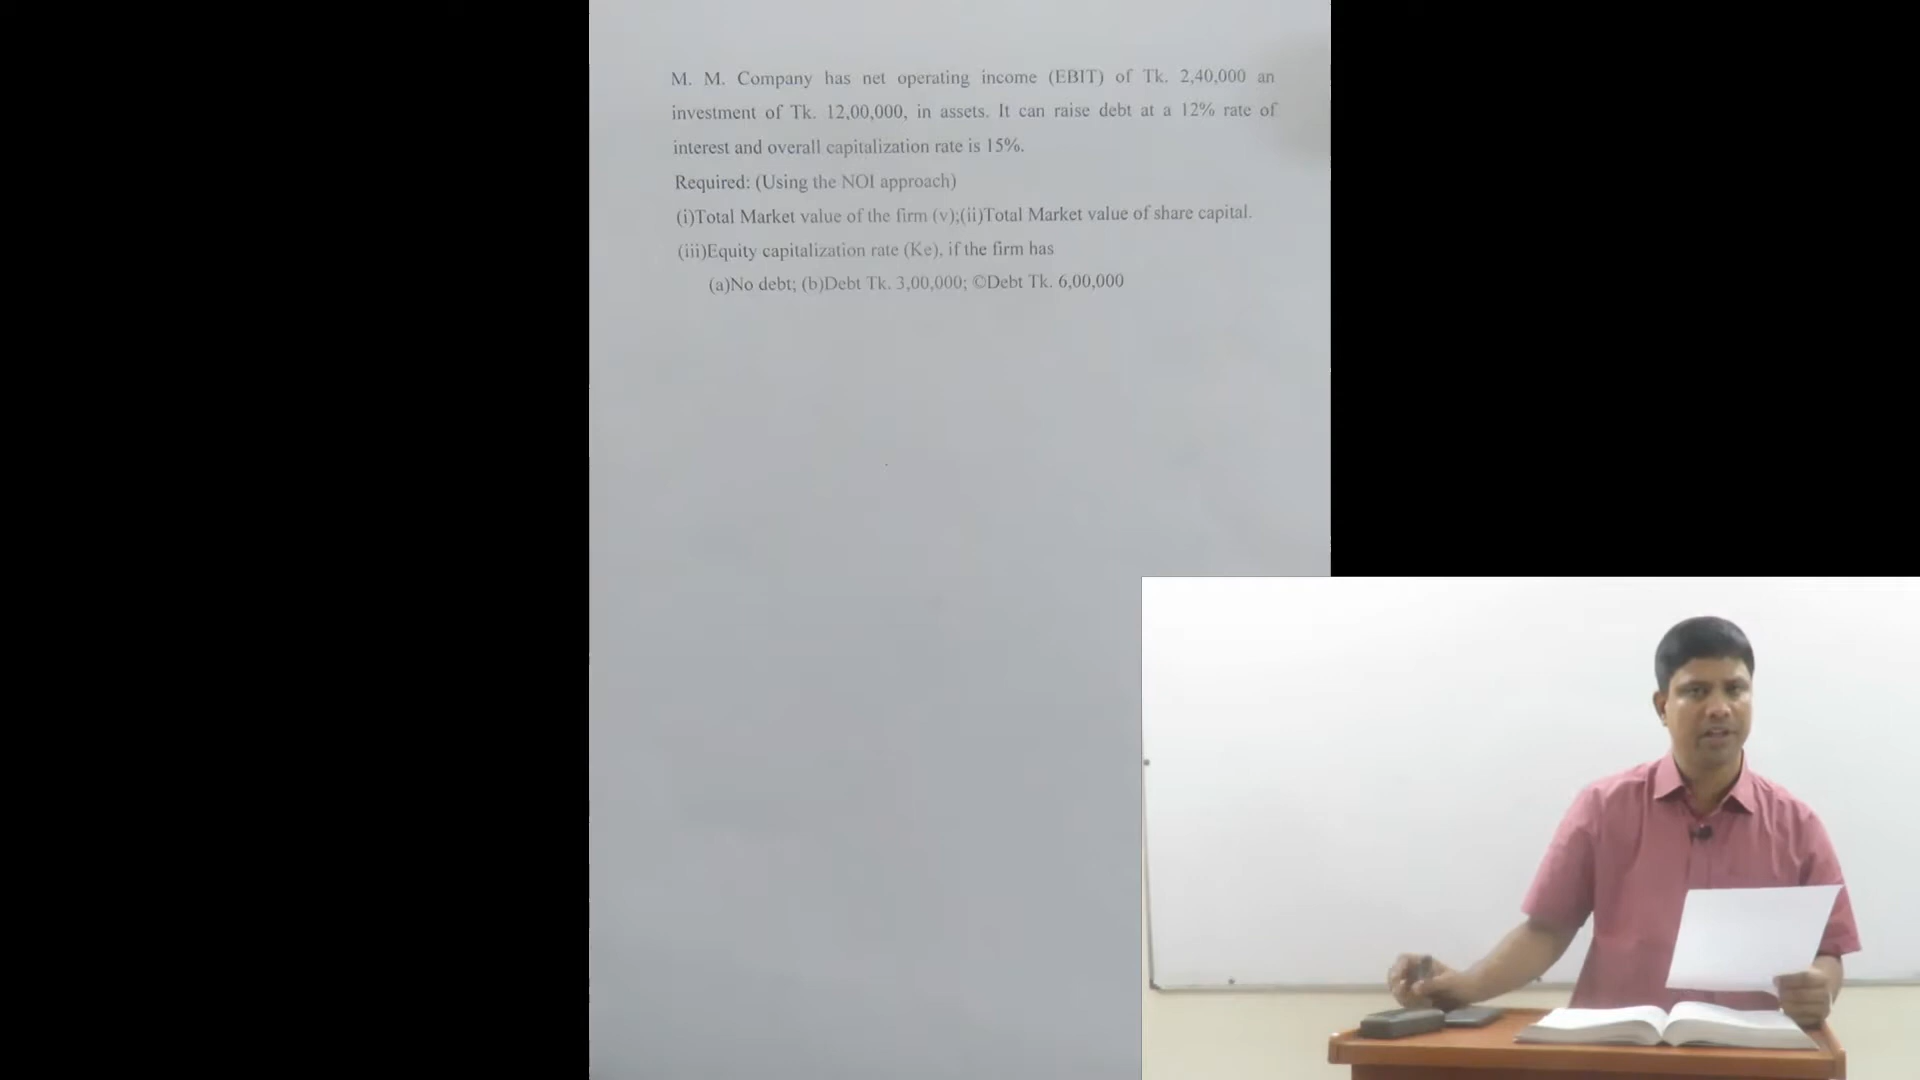 M. M. Company has net operating income (EBIT) of Tk. 2,40,000 an
investment of Tk. 12,00,000, in assets. It can raise debt at a 12% rate of
interest and overall capitalization rate is 15%.
Required: (Using the NOI approach)
(i)Total Market value of the firm (v);(ii)Total Market value of share capital.
(iii)Equity capitalization rate (Ke), if the firm has
(a)No debt; (b)Debt Tk. 3,00,000; ©Debt Tk. 6,00,000